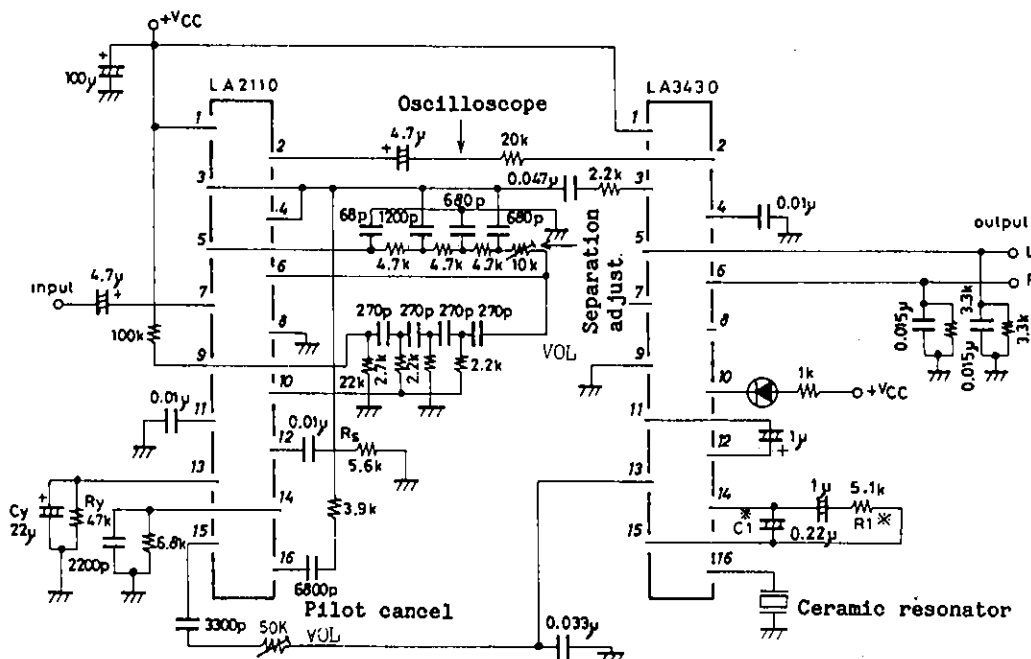 +VCC
100μ
LA2110
LA3430
Oscilloscope
1
2
4.7μ
20k
1
2
3
0.047μ
2.2k
3
4
68p
1200p
680p
680p
4
0.01μ
5
4.7k
4.7k
4.7k
10k
5
output
L
6
6
input
4.7μ
7
Separation
adjust.
7
270p
270p
270p
270p
VOL
8
8
0.015μ
3.3k
0.015μ
3.3k
100k
9
22k
2.7k
2.2k
2.2k
9
10
10
1k
+VCC
0.01μ
11
11
12
0.01μ
Rs
5.6k
12
1μ
13
13
Cy
22μ
Ry
47k
14
3.9k
14
1μ
5.1k
C1
※
0.22μ
R1
※
15
15
2200p
6.8k
16
6800p
16
Pilot cancel
Ceramic resonator
3300p
50K
VOL
0.033μ